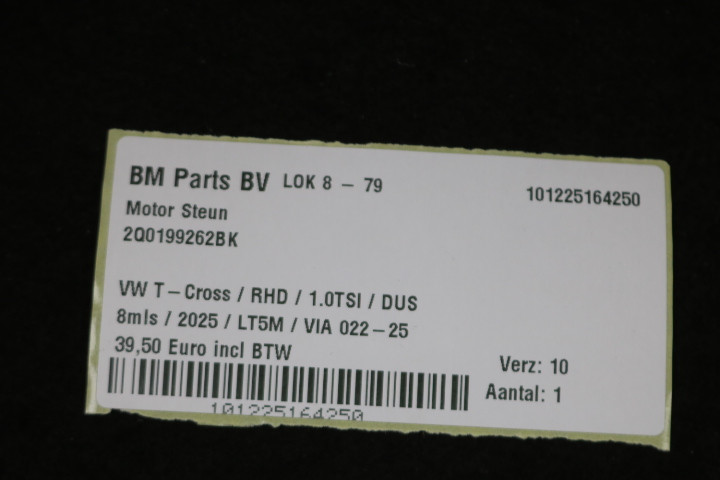 BM Parts BV LOK 8 - 79
101225164250
Motor Steun
2Q0199262BK
VW T-Cross / RHD / 1.0TSI / DUS
8mls / 2025 / LT5M / VIA 022-25
39,50 Euro incl BTW
Verz: 10
Aantal: 1
101225164250